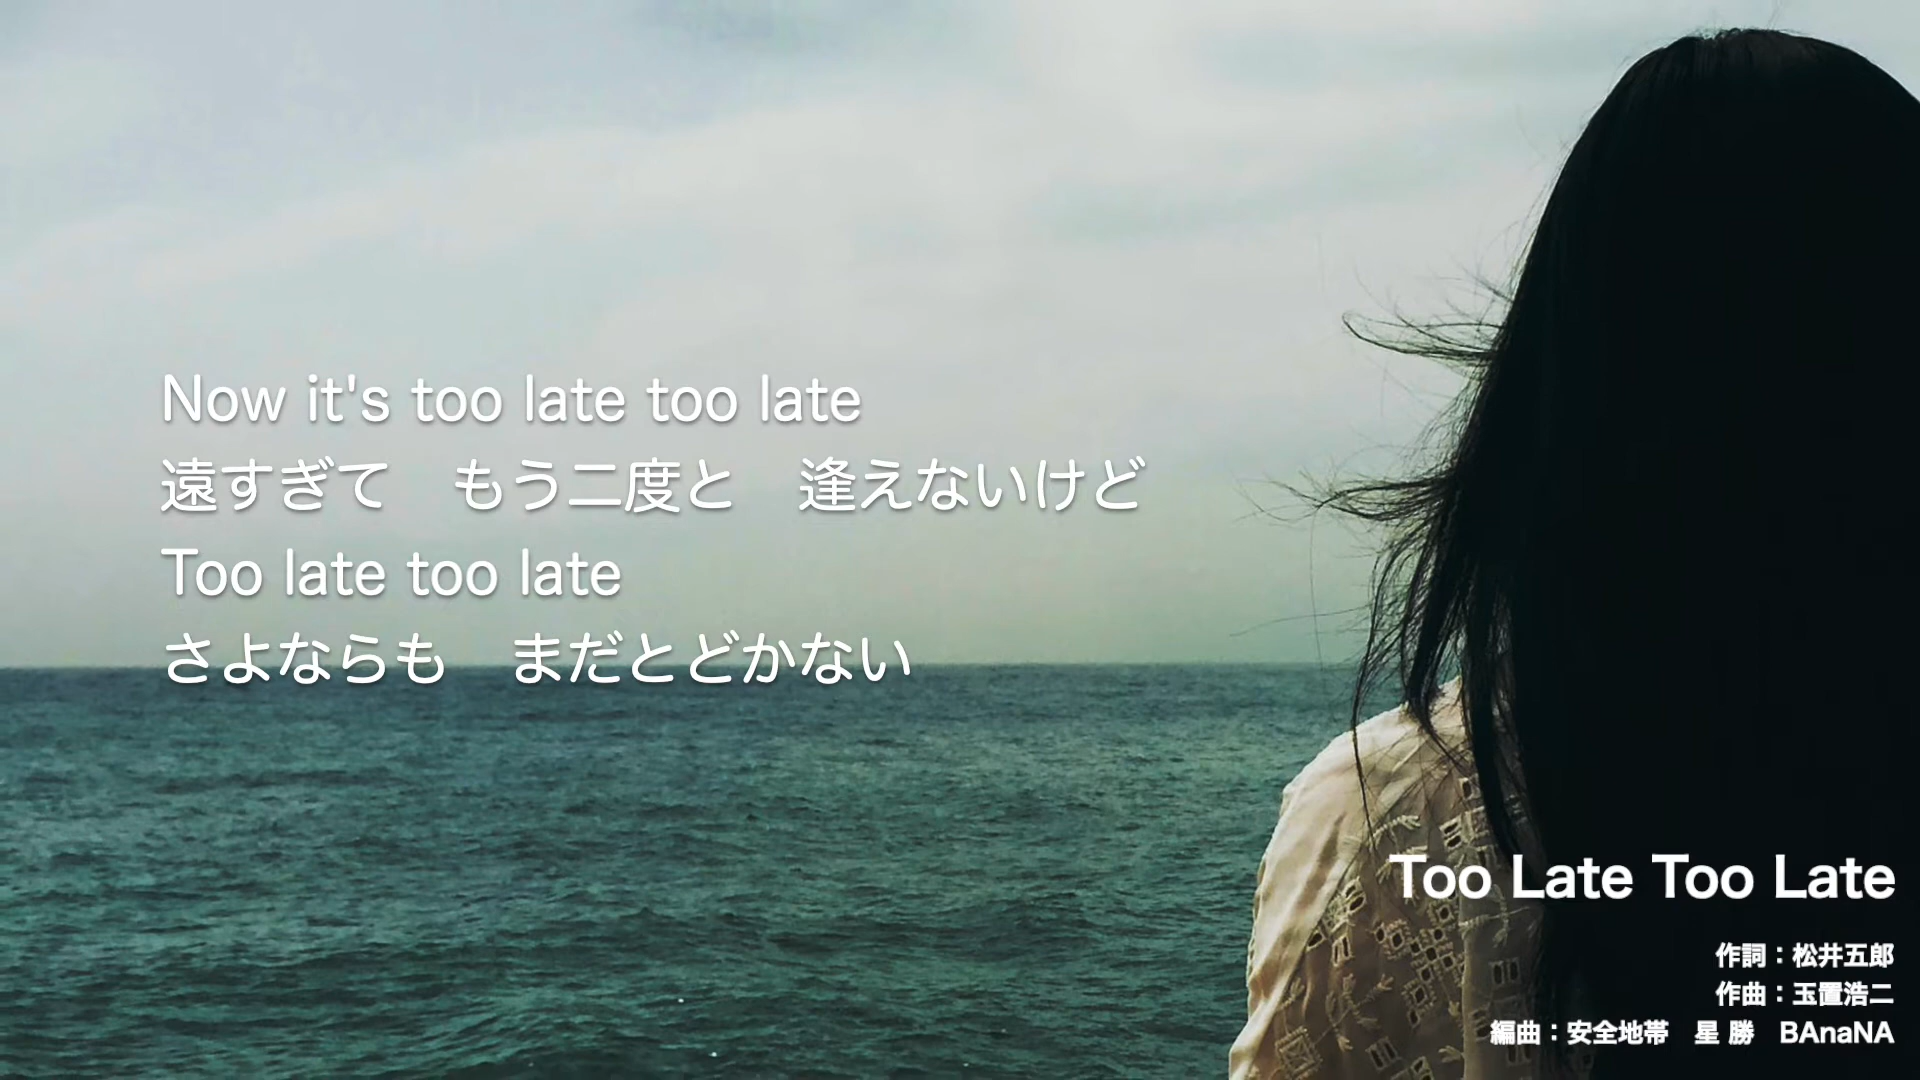 Now it's too late too late
遠すぎて　もう二度と　逢えないけど
Too late too late
さよならも　まだとどかない
Too Late Too Late
作詞：松井五郎
作曲：玉置浩二
編曲：安全地帯　星 勝　BAnaNA